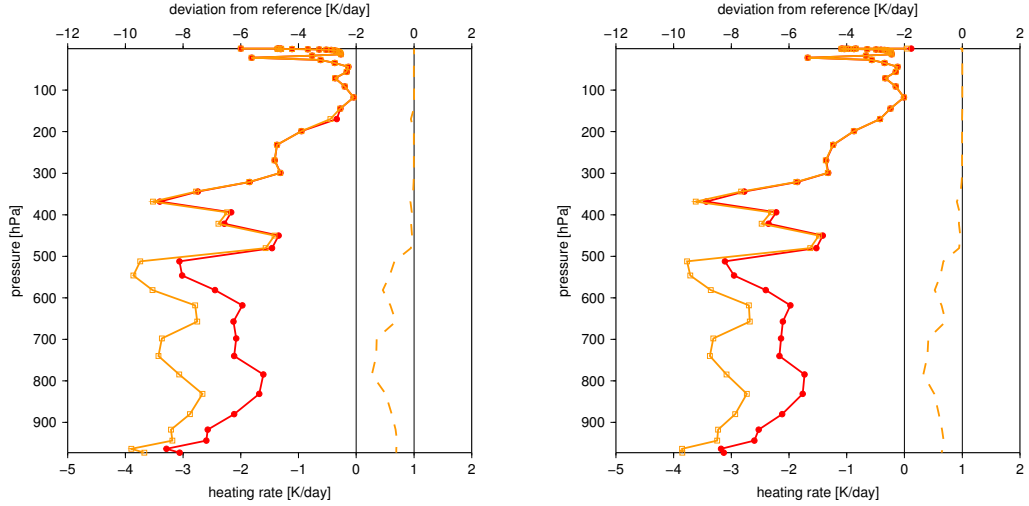 deviation from reference [K/day]
−12 −10 −8 −6 −4 −2 0 2
100
200
300
400
500
600
700
800
900
pressure [hPa]
−5 −4 −3 −2 −1 0 1 2
heating rate [K/day]
deviation from reference [K/day]
−12 −10 −8 −6 −4 −2 0 2
100
200
300
400
500
600
700
800
900
pressure [hPa]
−5 −4 −3 −2 −1 0 1 2
heating rate [K/day]